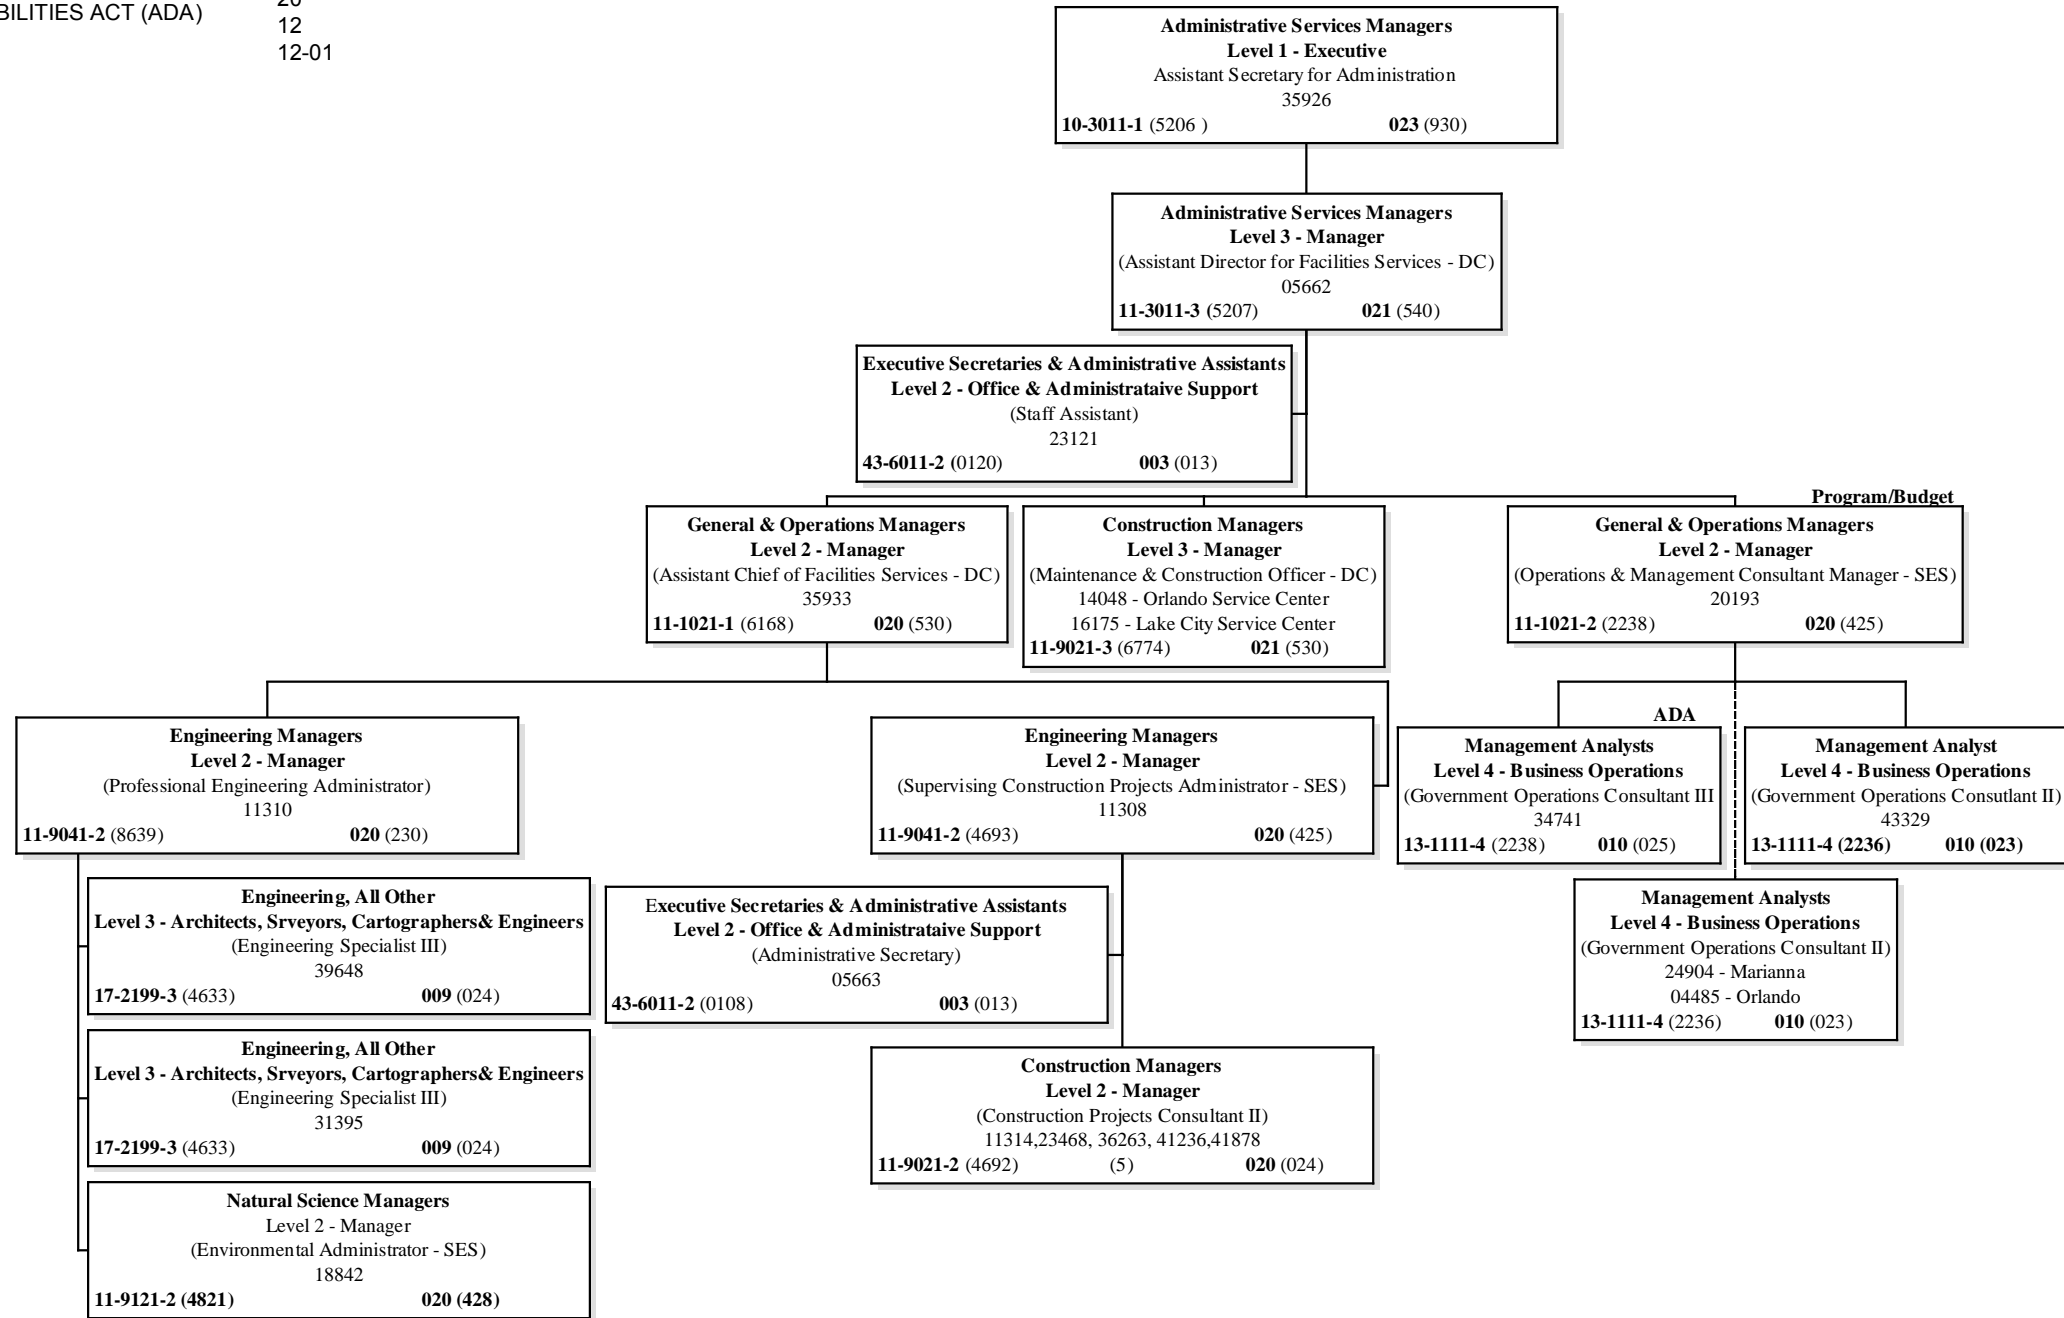 BILITIES ACT (ADA)
20
12
12-01
Administrative Services Managers
Level 1 - Executive
Assistant Secretary for Administration
35926
10-3011-1 (5206 ) 023 (930)
Administrative Services Managers
Level 3 - Manager
(Assistant Director for Facilities Services - DC)
05662
11-3011-3 (5207) 021 (540)
Executive Secretaries & Administrative Assistants
Level 2 - Office & Administrataive Support
(Staff Assistant)
23121
43-6011-2 (0120) 003 (013)
General & Operations Managers
Level 2 - Manager
(Assistant Chief of Facilities Services - DC)
35933
11-1021-1 (6168) 020 (530)
Construction Managers
Level 3 - Manager
(Maintenance & Construction Officer - DC)
14048 - Orlando Service Center
16175 - Lake City Service Center
11-9021-3 (6774) 021 (530)
Program/Budget
General & Operations Managers
Level 2 - Manager
(Operations & Management Consultant Manager - SES)
20193
11-1021-2 (2238) 020 (425)
Engineering Managers
Level 2 - Manager
(Professional Engineering Administrator)
11310
11-9041-2 (8639) 020 (230)
Engineering Managers
Level 2 - Manager
(Supervising Construction Projects Administrator - SES)
11308
11-9041-2 (4693) 020 (425)
ADA
Management Analysts
Level 4 - Business Operations
(Government Operations Consultant III
34741
13-1111-4 (2238) 010 (025)
Management Analyst
Level 4 - Business Operations
(Government Operations Consutlant II)
43329
13-1111-4 (2236) 010 (023)
Engineering, All Other
Level 3 - Architects, Srveyors, Cartographers& Engineers
(Engineering Specialist III)
39648
17-2199-3 (4633) 009 (024)
Executive Secretaries & Administrative Assistants
Level 2 - Office & Administrataive Support
(Administrative Secretary)
05663
43-6011-2 (0108) 003 (013)
Management Analysts
Level 4 - Business Operations
(Government Operations Consultant II)
24904 - Marianna
04485 - Orlando
13-1111-4 (2236) 010 (023)
Engineering, All Other
Level 3 - Architects, Srveyors, Cartographers& Engineers
(Engineering Specialist III)
31395
17-2199-3 (4633) 009 (024)
Construction Managers
Level 2 - Manager
(Construction Projects Consultant II)
11314,23468, 36263, 41236,41878
11-9021-2 (4692) (5) 020 (024)
Natural Science Managers
Level 2 - Manager
(Environmental Administrator - SES)
18842
11-9121-2 (4821) 020 (428)